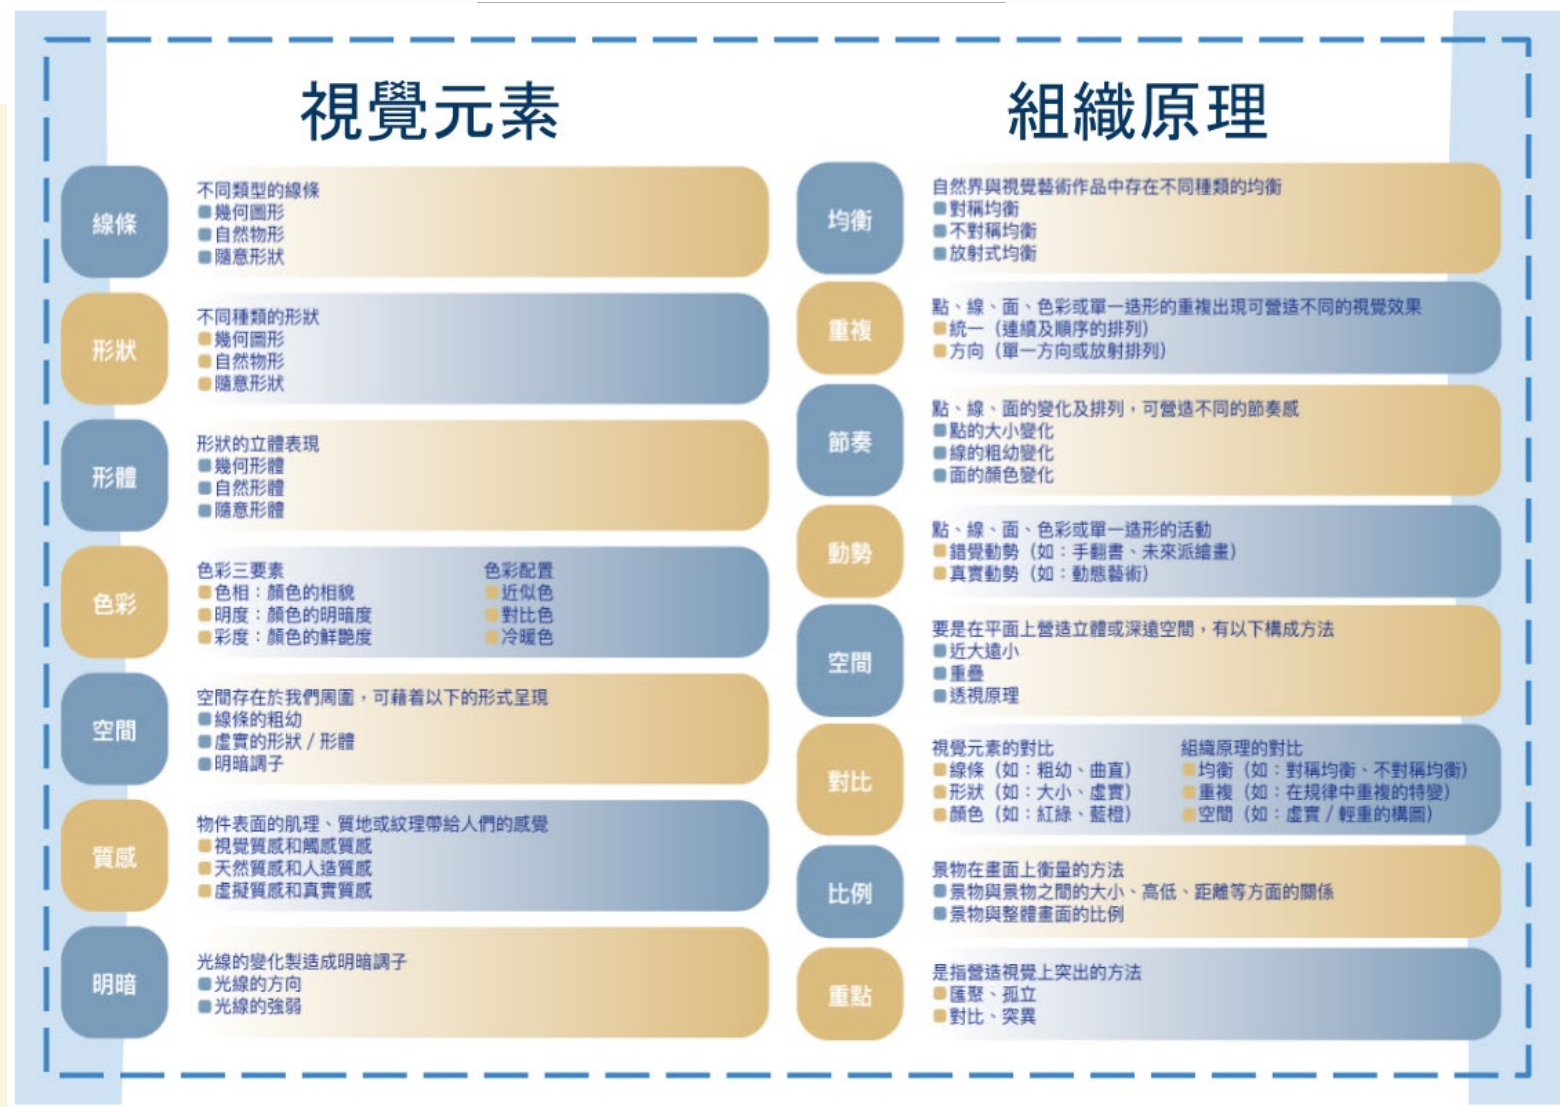 視覺元素
線條
不同類型的線條
幾何圖形
自然物形
隨意形狀
形狀
不同種類的形狀
幾何圖形
自然物形
隨意形狀
形體
形狀的立體表現
幾何形體
自然形體
隨意形體
色彩
色彩三要素
色相：顏色的相貌
明度：顏色的明暗度
彩度：顏色的鮮艷度
色彩配置
近似色
對比色
冷暖色
空間
空間存在於我們周圍，可藉着以下的形式呈現
線條的粗幼
虛實的形狀 / 形體
明暗調子
質感
物件表面的肌理、質地或紋理帶給人們的感覺
視覺質感和觸感質感
天然質感和人造質感
虛擬質感和真實質感
明暗
光線的變化製造成明暗調子
光線的方向
光線的強弱
組織原理
均衡
自然界與視覺藝術作品中存在不同種類的均衡
對稱均衡
不對稱均衡
放射式均衡
重複
點、線、面、色彩或單一造形的重複出現可營造不同的視覺效果
統一（連續及順序的排列）
方向（單一方向或放射排列）
節奏
點、線、面的變化及排列，可營造不同的節奏感
點的大小變化
線的粗幼變化
面的顏色變化
動勢
點、線、面、色彩或單一造形的活動
錯覺動勢（如：手翻書、未來派繪畫）
真實動勢（如：動態藝術）
空間
要是在平面上營造立體或深遠空間，有以下構成方法
近大遠小
重疊
透視原理
對比
視覺元素的對比
線條（如：粗幼、曲直）
形狀（如：大小、虛實）
顏色（如：紅綠、藍橙）
組織原理的對比
均衡（如：對稱均衡、不對稱均衡）
重複（如：在規律中重複的特變）
空間（如：虛實 / 輕重的構圖）
比例
景物在畫面上衡量的方法
景物與景物之間的大小、高低、距離等方面的關係
景物與整體畫面的比例
重點
是指營造視覺上突出的方法
匯聚、孤立
對比、突異